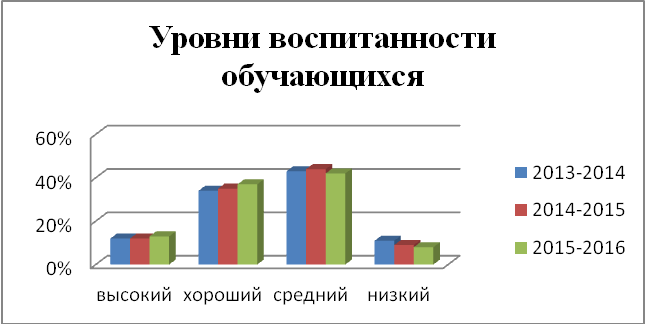 Уровни воспитанности
обучающихся
60%
40%
20%
0%
высокий хороший средний низкий
2013-2014
2014-2015
2015-2016